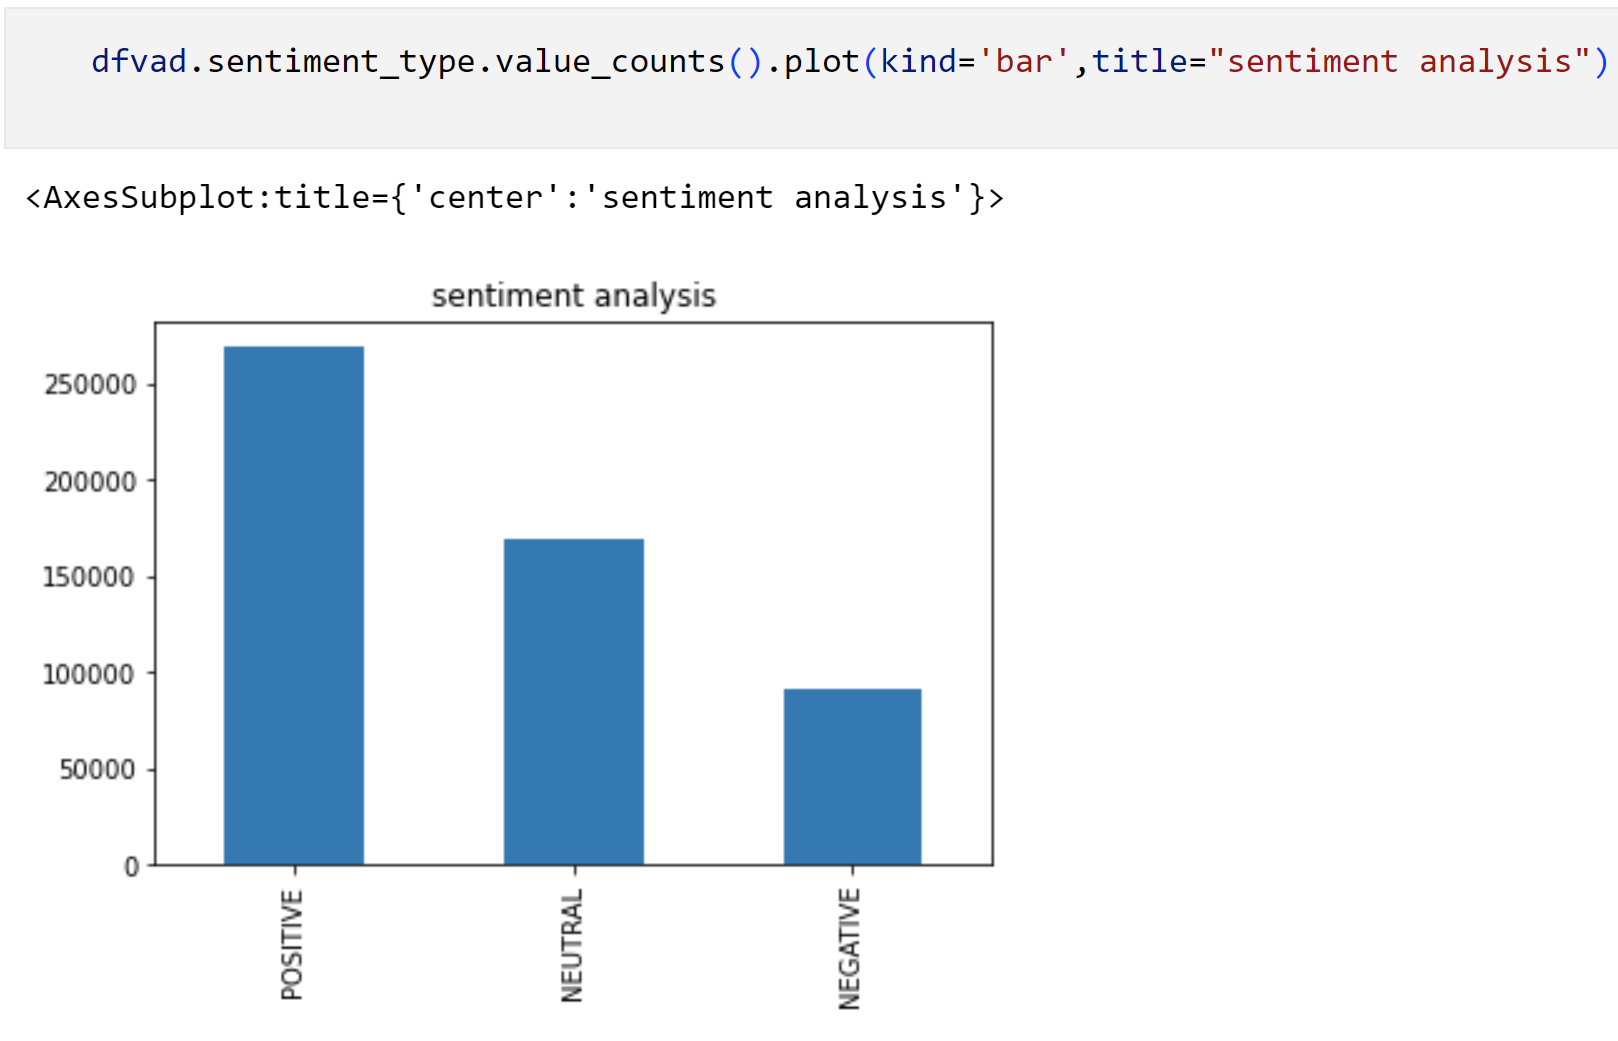 dfvad.sentiment_type.value_counts().plot(kind='bar',title="sentiment analysis")
<AxesSubplot:title={'center':'sentiment analysis'}>
sentiment analysis
250000
200000
150000
100000
50000
0
POSITIVE
NEUTRAL
NEGATIVE